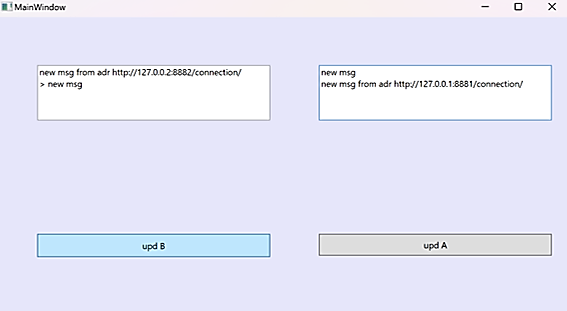 MainWindow
new msg from adr http://127.0.0.2:8882/connection/
> new msg
new msg
new msg from adr http://127.0.0.1:8881/connection/
upd B
upd A